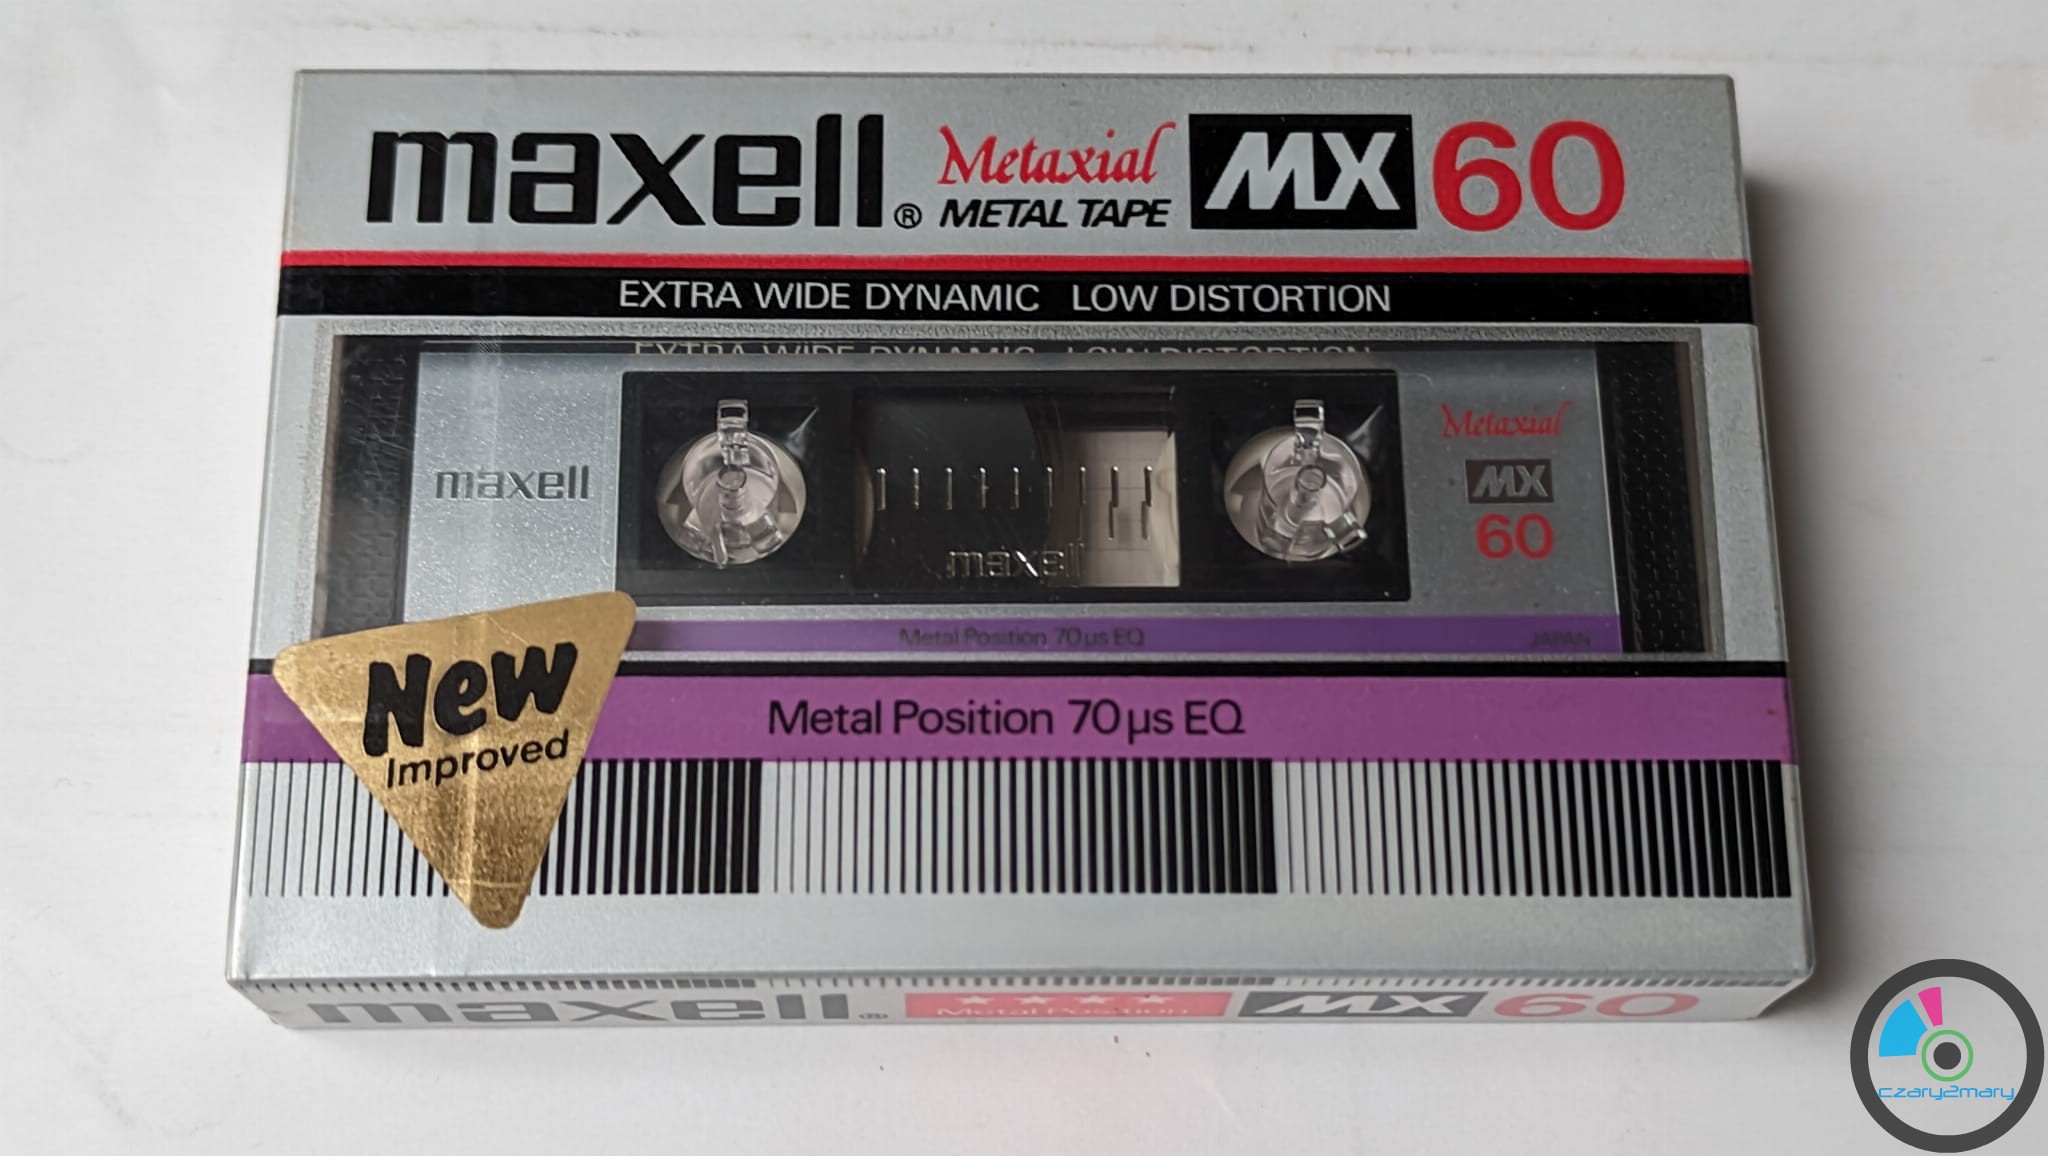 maxell® Metaxial METAL TAPE MX 60
EXTRA WIDE DYNAMIC LOW DISTORTION
EXTRA WIDE DYNAMIC LOW DISTORTION
maxell
Metaxial
MX
60
maxell
Metal Position 70µs EQ
JAPAN
New
Improved
Metal Position 70µs EQ
maxell® Metal Position MX 60
czary2mary